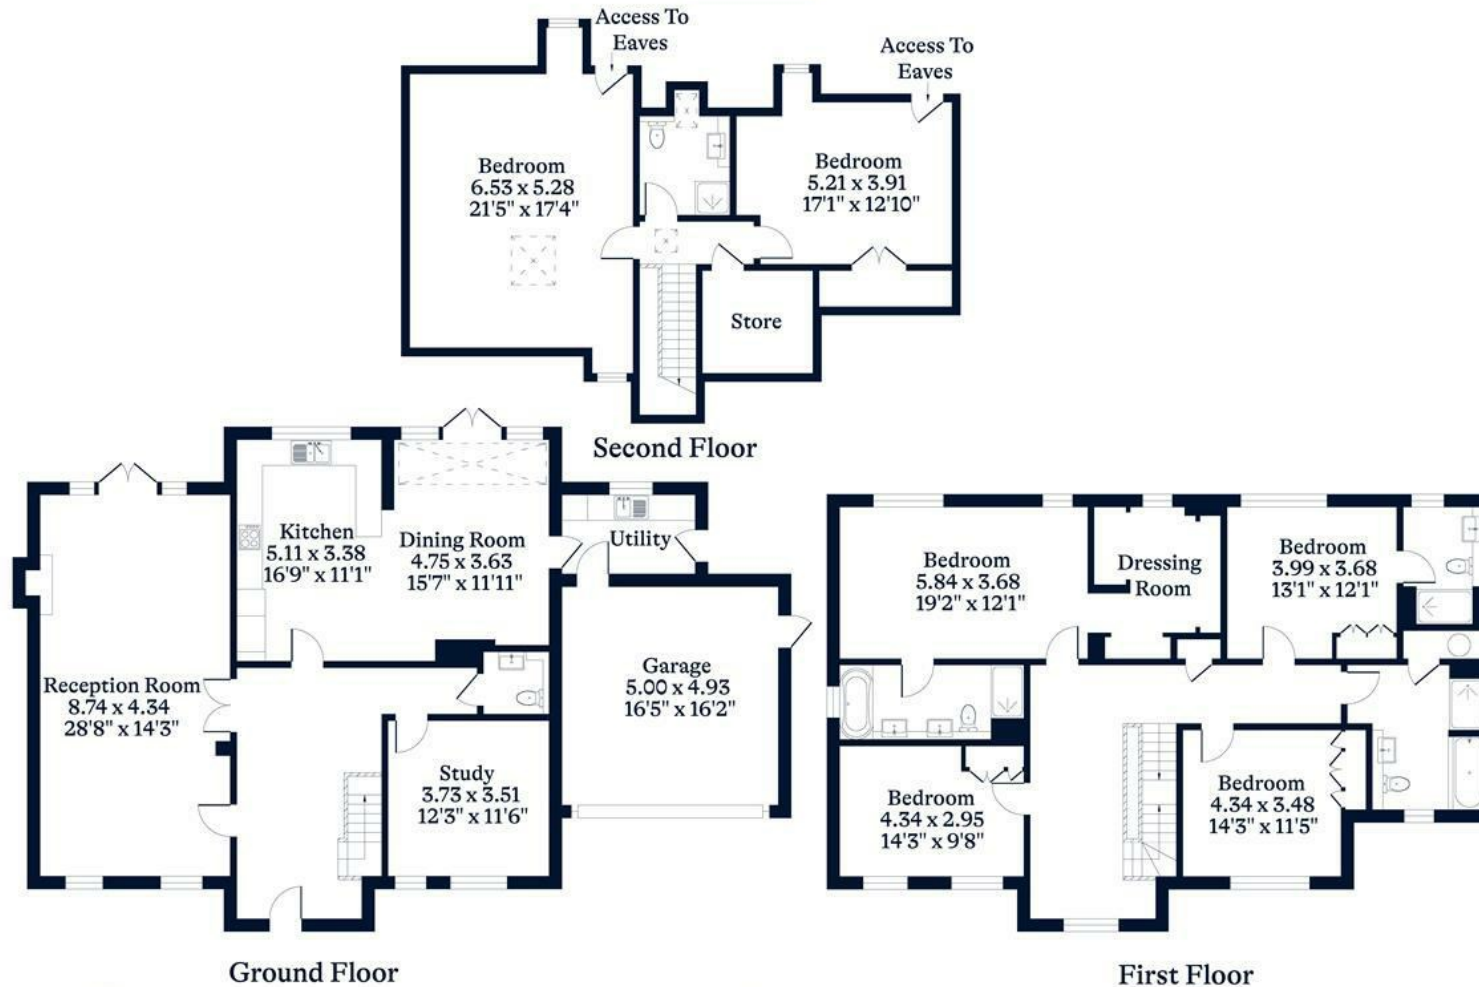 Access To
Eaves
Access To
Eaves
Bedroom
6.53 x 5.28
21'5" x 17'4"
Bedroom
5.21 x 3.91
17'1" x 12'10"
Store
Second Floor
Kitchen
5.11 x 3.38
16'9" x 11'1"
Dining Room
4.75 x 3.63
15'7" x 11'11"
Utility
Reception Room
8.74 x 4.34
28'8" x 14'3"
Garage
5.00 x 4.93
16'5" x 16'2"
Study
3.73 x 3.51
12'3" x 11'6"
Ground Floor
Bedroom
5.84 x 3.68
19'2" x 12'1"
Dressing
Room
Bedroom
3.99 x 3.68
13'1" x 12'1"
Bedroom
4.34 x 2.95
14'3" x 9'8"
Bedroom
4.34 x 3.48
14'3" x 11'5"
First Floor